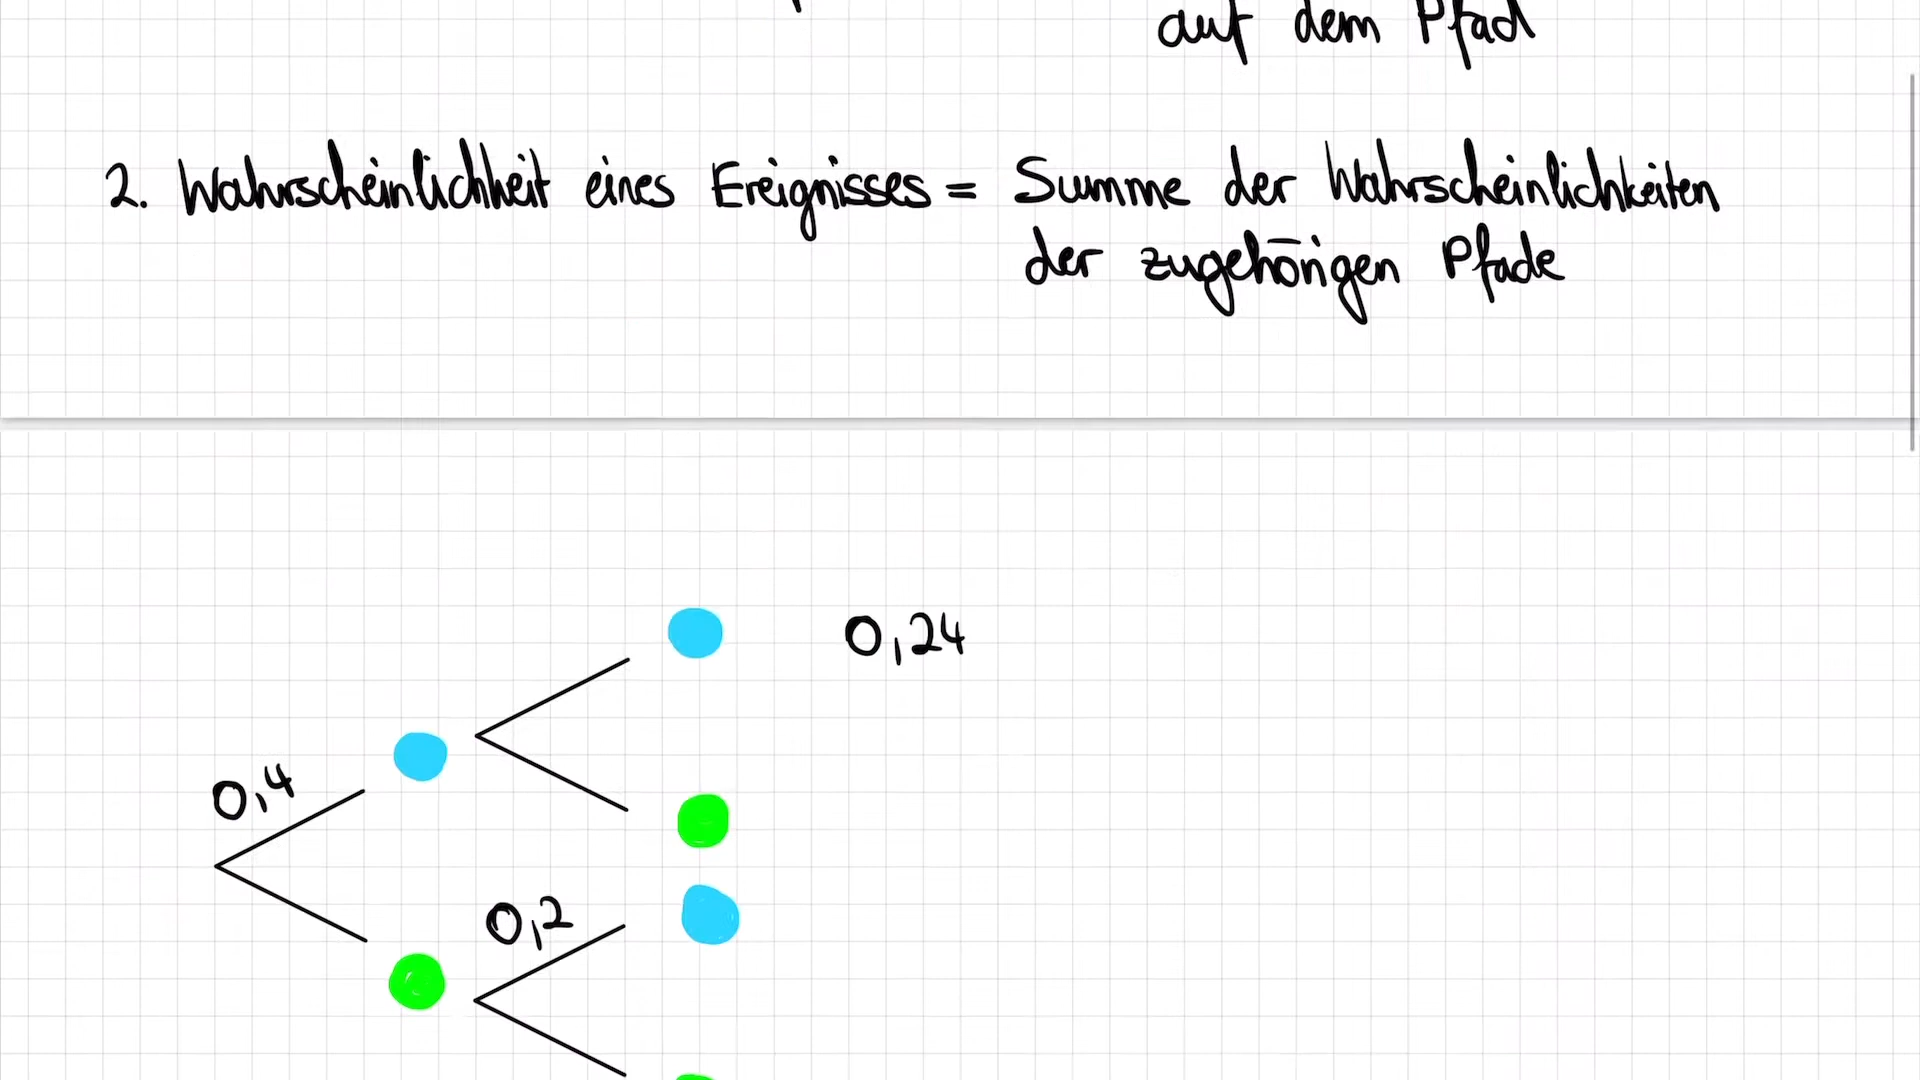 auf dem Pfad
2. Wahrscheinlichkeit eines Ereignisses = Summe der Wahrscheinlichkeiten
der zugehörigen Pfade
0,24
0,4
0,2